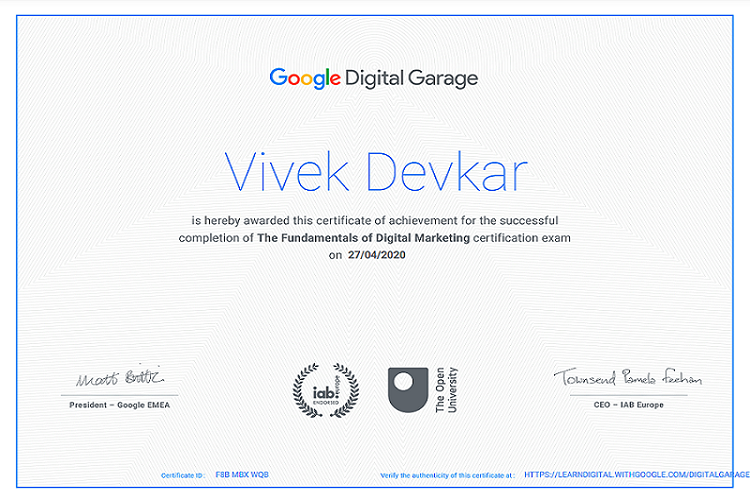 Google Digital Garage
Vivek Devkar
is hereby awarded this certificate of achievement for the successful
completion of The Fundamentals of Digital Marketing certification exam
on 27/04/2020
Matt Brittin
iab: europe
ENDORSED
The Open
University
Townsend Pamela Feehan
President – Google EMEA
CEO – IAB Europe
Certificate ID: F8B MBX WQB
Verify the authenticity of this certificate at: HTTPS://LEARNDIGITAL.WITHGOOGLE.COM/DIGITALGARAGE